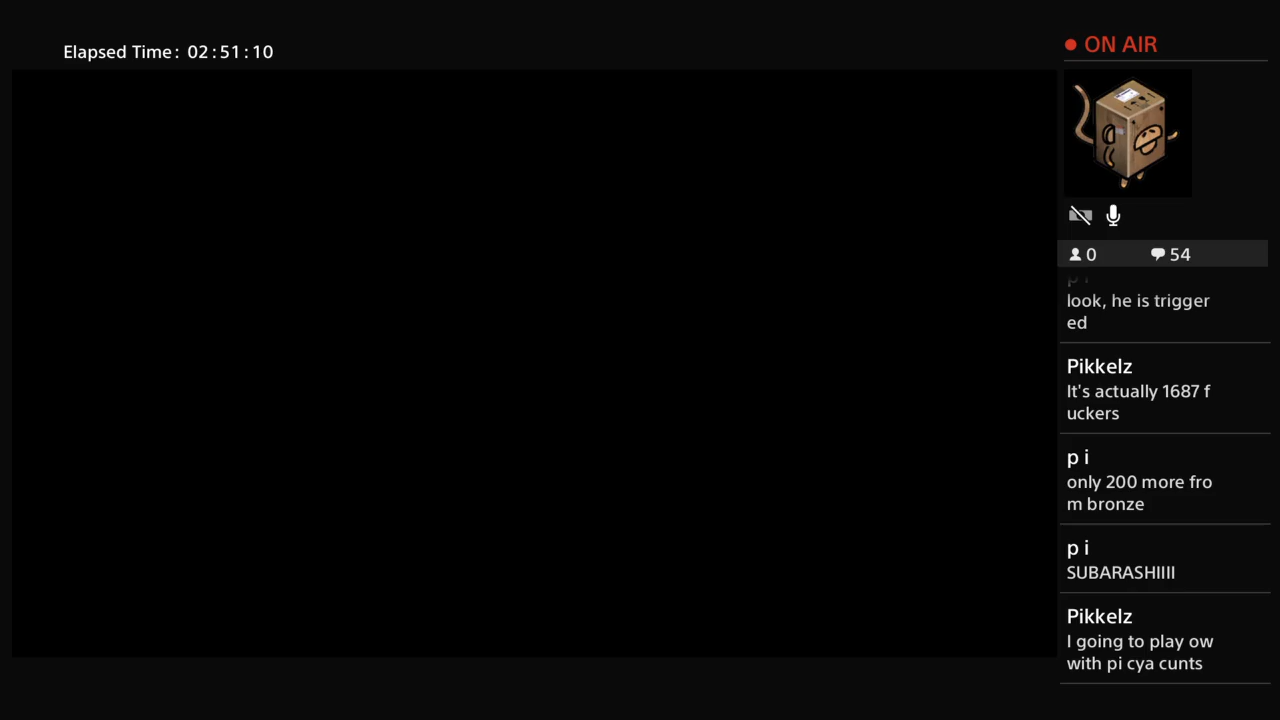 Elapsed Time: 02:51:10
ON AIR
0 54
p i
look, he is trigger
ed
Pikkelz
It's actually 1687 f
uckers
p i
only 200 more fro
m bronze
p i
SUBARASHIIII
Pikkelz
I going to play ow
with pi cya cunts